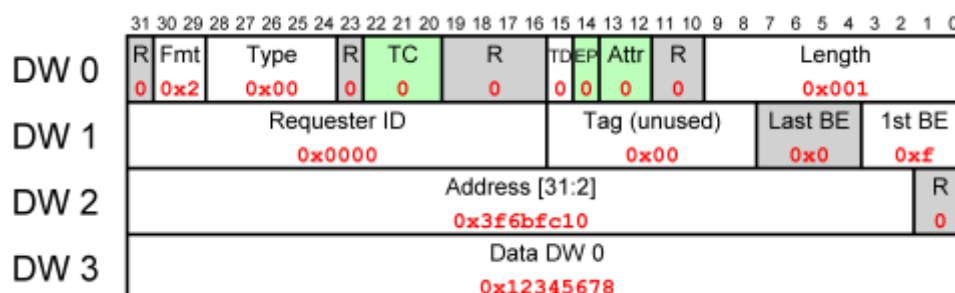 31 30 29 28 27 26 25 24 23 22 21 20 19 18 17 16 15 14 13 12 11 10 9 8 7 6 5 4 3 2 1 0
DW 0 R Fmt Type R TC R TD EP Attr R Length
0 0x2 0x00 0 0 0 0 0 0 0 0x001
DW 1 Requester ID Tag (unused) Last BE 1st BE
0x0000 0x00 0x0 0xf
DW 2 Address [31:2] R
0x3f6bfc10 0
DW 3 Data DW 0
0x12345678